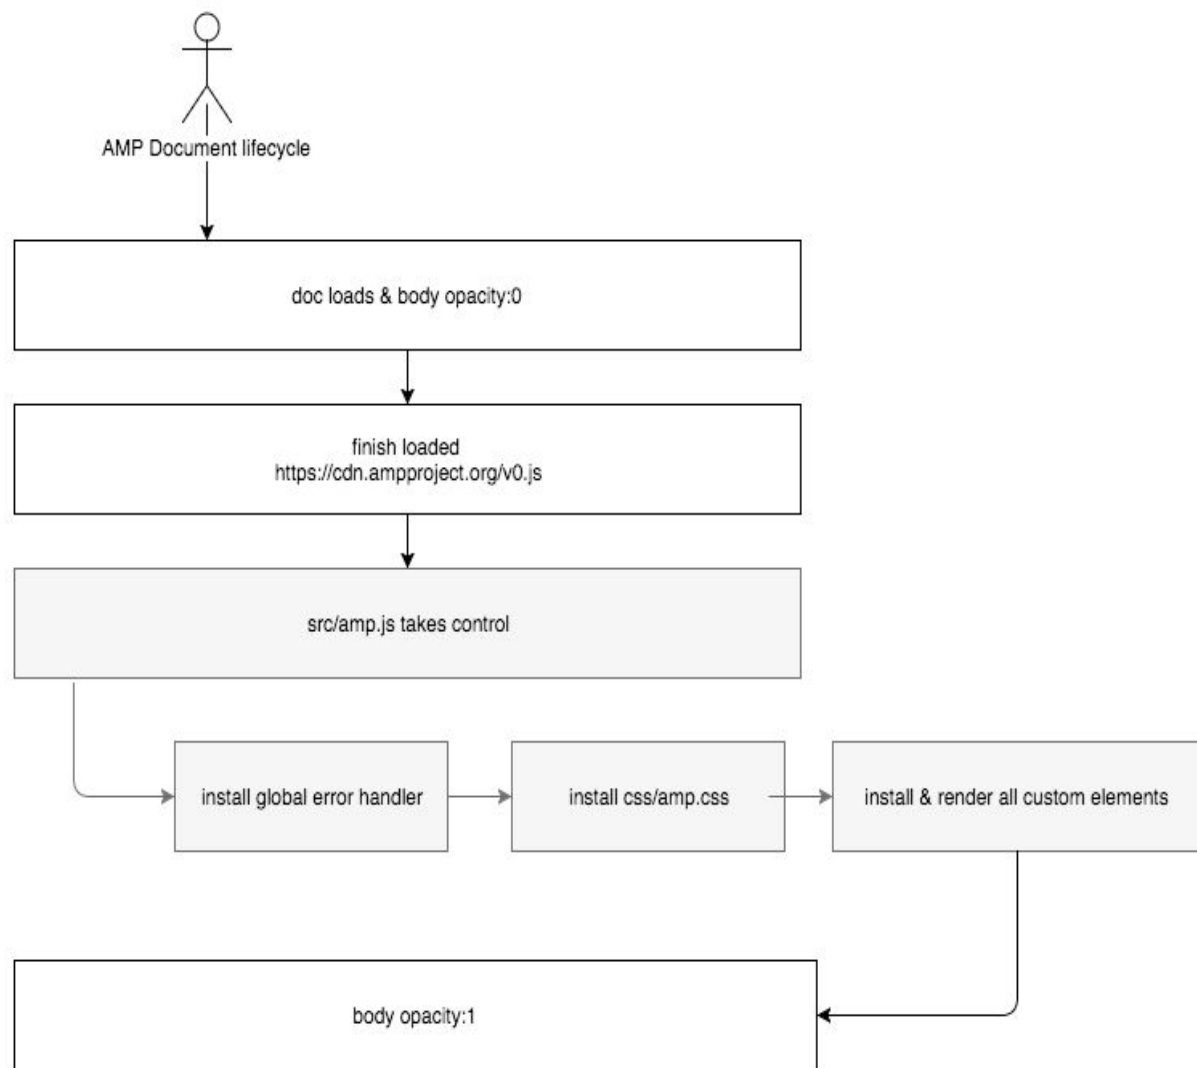 AMP Document lifecycle
doc loads & body opacity:0
finish loaded
https://cdn.ampproject.org/v0.js
src/amp.js takes control
install global error handler
install css/amp.css
install & render all custom elements
body opacity:1